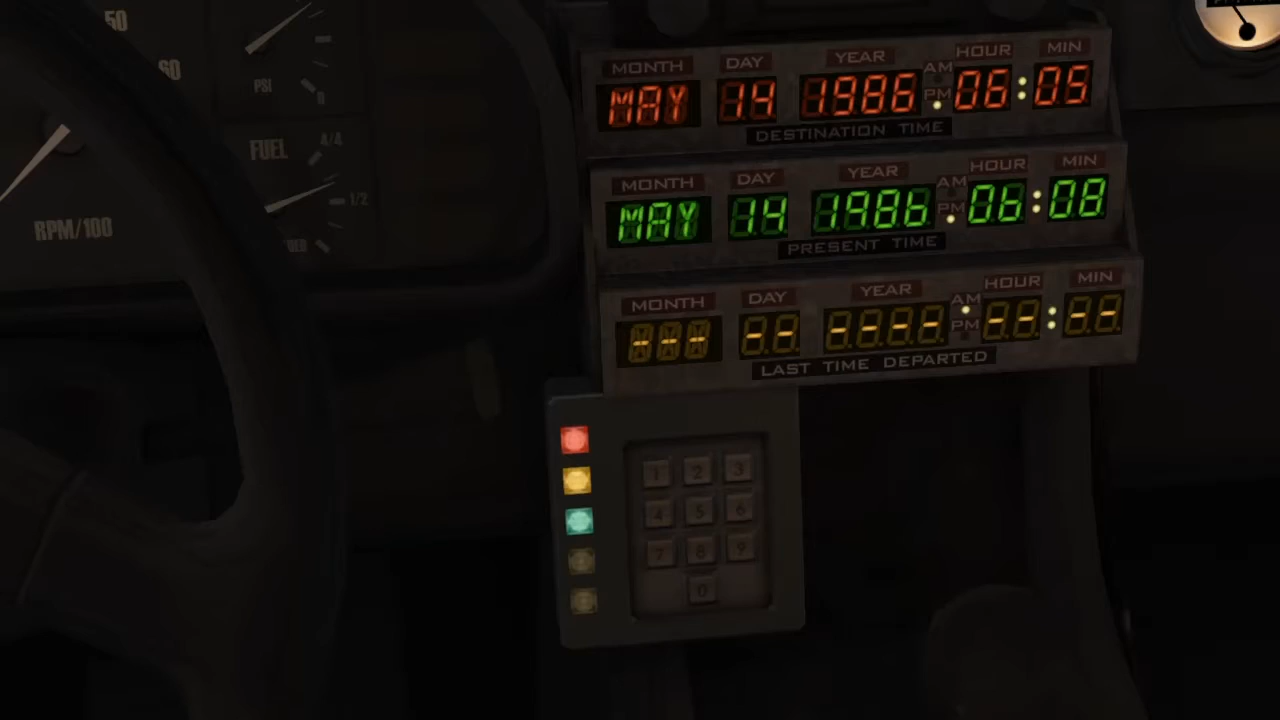 50
60
PSI
0
FUEL
4/4
1/2
RPM/100
MONTH DAY YEAR AM PM HOUR MIN
MAY 14 1986 06:05
DESTINATION TIME
MONTH DAY YEAR AM PM HOUR MIN
MAY 14 1986 06:08
PRESENT TIME
MONTH DAY YEAR AM PM HOUR MIN
--- -- ---- --:--
LAST TIME DEPARTED
1 2 3
4 5 6
7 8 9
0